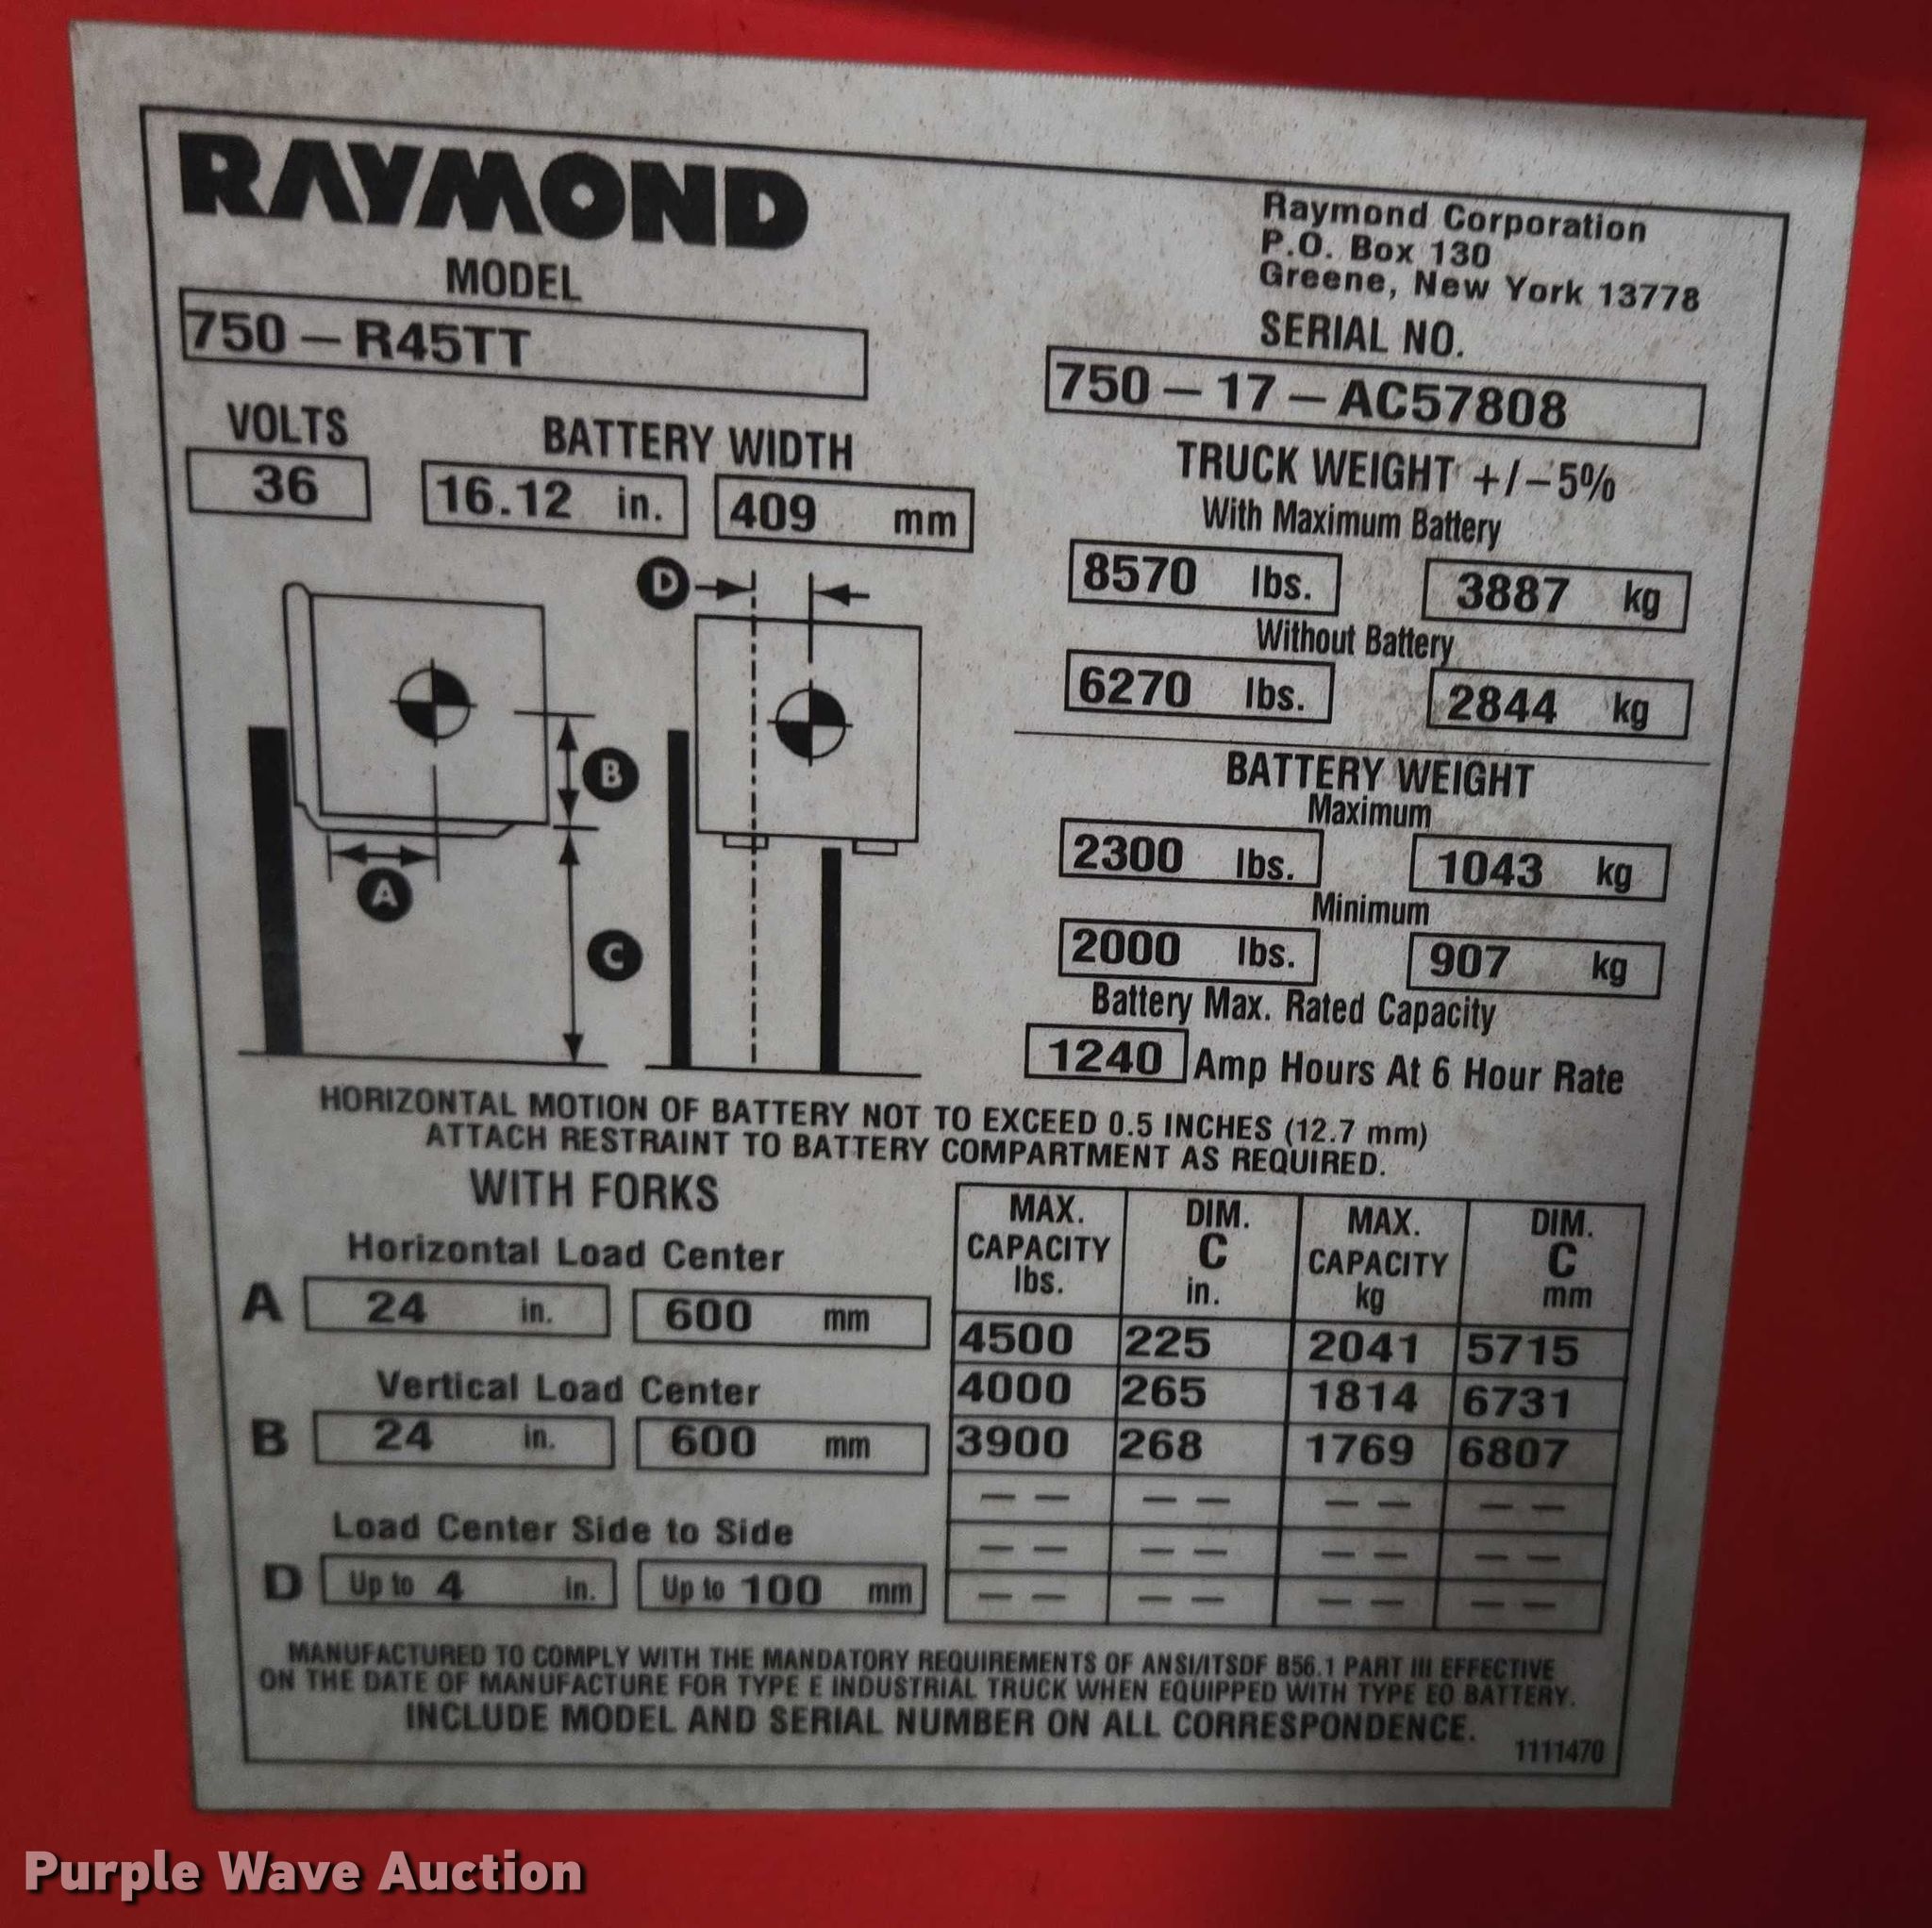 RAYMOND
Raymond Corporation
P.O. Box 130
Greene, New York 13778
MODEL
750-R45TT
SERIAL NO.
750-17-AC57808
VOLTS
36
BATTERY WIDTH
16.12 in. 409 mm
TRUCK WEIGHT +/-5%
With Maximum Battery
8570 lbs. 3887 kg
Without Battery
6270 lbs. 2844 kg
BATTERY WEIGHT
Maximum
2300 lbs. 1043 kg
Minimum
2000 lbs. 907 kg
Battery Max. Rated Capacity
1240 Amp Hours At 6 Hour Rate
D
B
A
C
HORIZONTAL MOTION OF BATTERY NOT TO EXCEED 0.5 INCHES (12.7 mm)
ATTACH RESTRAINT TO BATTERY COMPARTMENT AS REQUIRED.
WITH FORKS
Horizontal Load Center
A 24 in. 600 mm
Vertical Load Center
B 24 in. 600 mm
Load Center Side to Side
D Up to 4 in. Up to 100 mm
MAX. CAPACITY lbs. DIM. C in. MAX. CAPACITY kg DIM. C mm
4500 225 2041 5715
4000 265 1814 6731
3900 268 1769 6807
-- -- -- --
-- -- -- --
-- -- -- --
MANUFACTURED TO COMPLY WITH THE MANDATORY REQUIREMENTS OF ANSI/ITSDF B56.1 PART III EFFECTIVE
ON THE DATE OF MANUFACTURE FOR TYPE E INDUSTRIAL TRUCK WHEN EQUIPPED WITH TYPE EO BATTERY.
INCLUDE MODEL AND SERIAL NUMBER ON ALL CORRESPONDENCE.
1111470
Purple Wave Auction